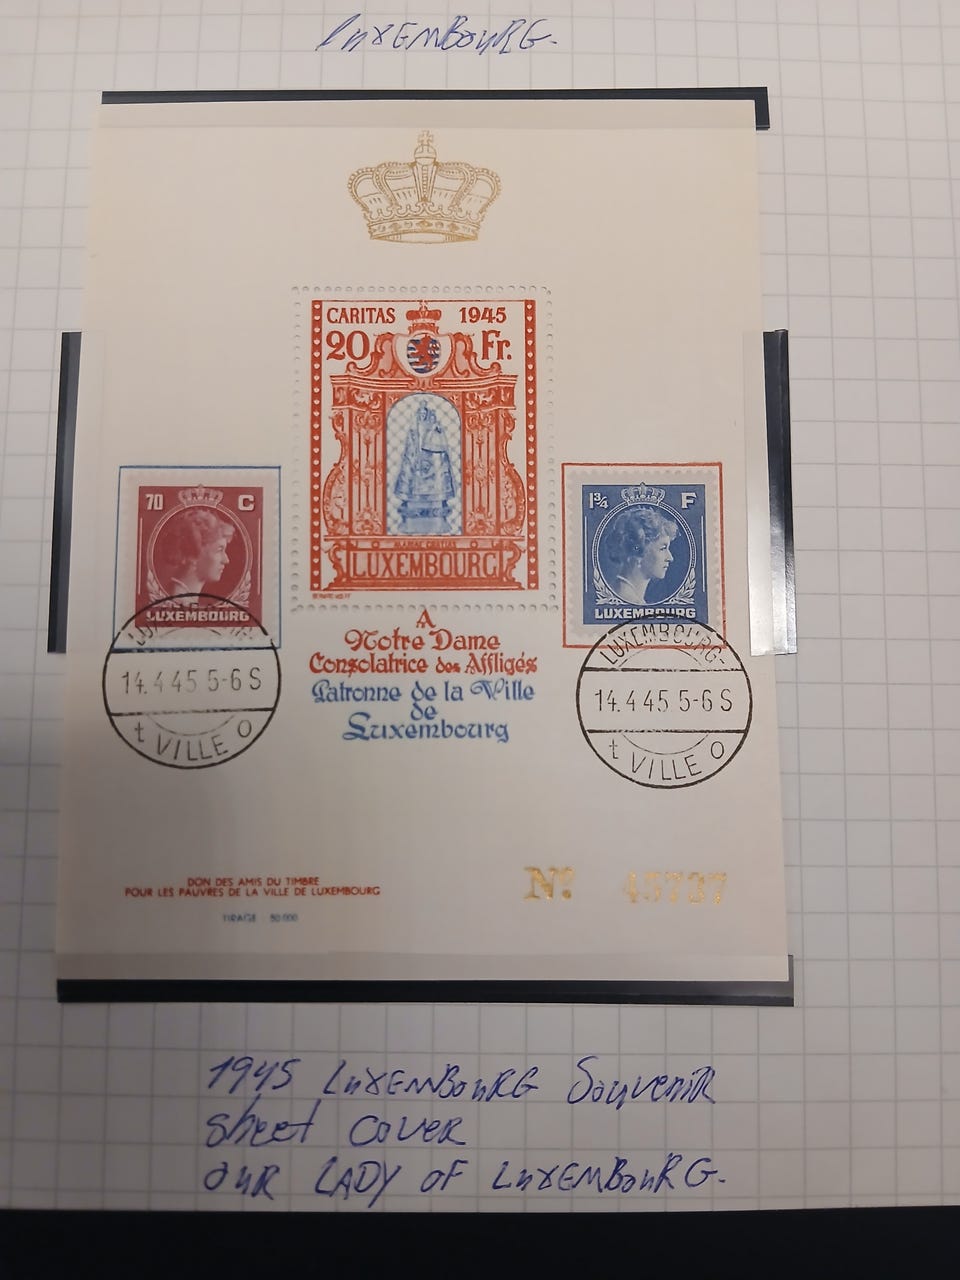 LuxEMBouRG.
CARITAS 1945
20 Fr.
LUXEMBOURG
70 C
LUXEMBOURG
1¾ F
LUXEMBOURG
A
Notre Dame
Consolatrice des Affligés
Patronne de la Ville
de
Luxembourg
14.4 45 5-6 S
t VILLE O
LUXEMBOURG-
14.4 45 5-6 S
t VILLE O
DON DES AMIS DU TIMBRE
POUR LES PAUVRES DE LA VILLE DE LUXEMBOURG
TIRAGE 50.000
Nº 45737
1945 LuxEMBouRG SouvenIR
sheet COVER
OUR LADY OF LuxEMBouRG.